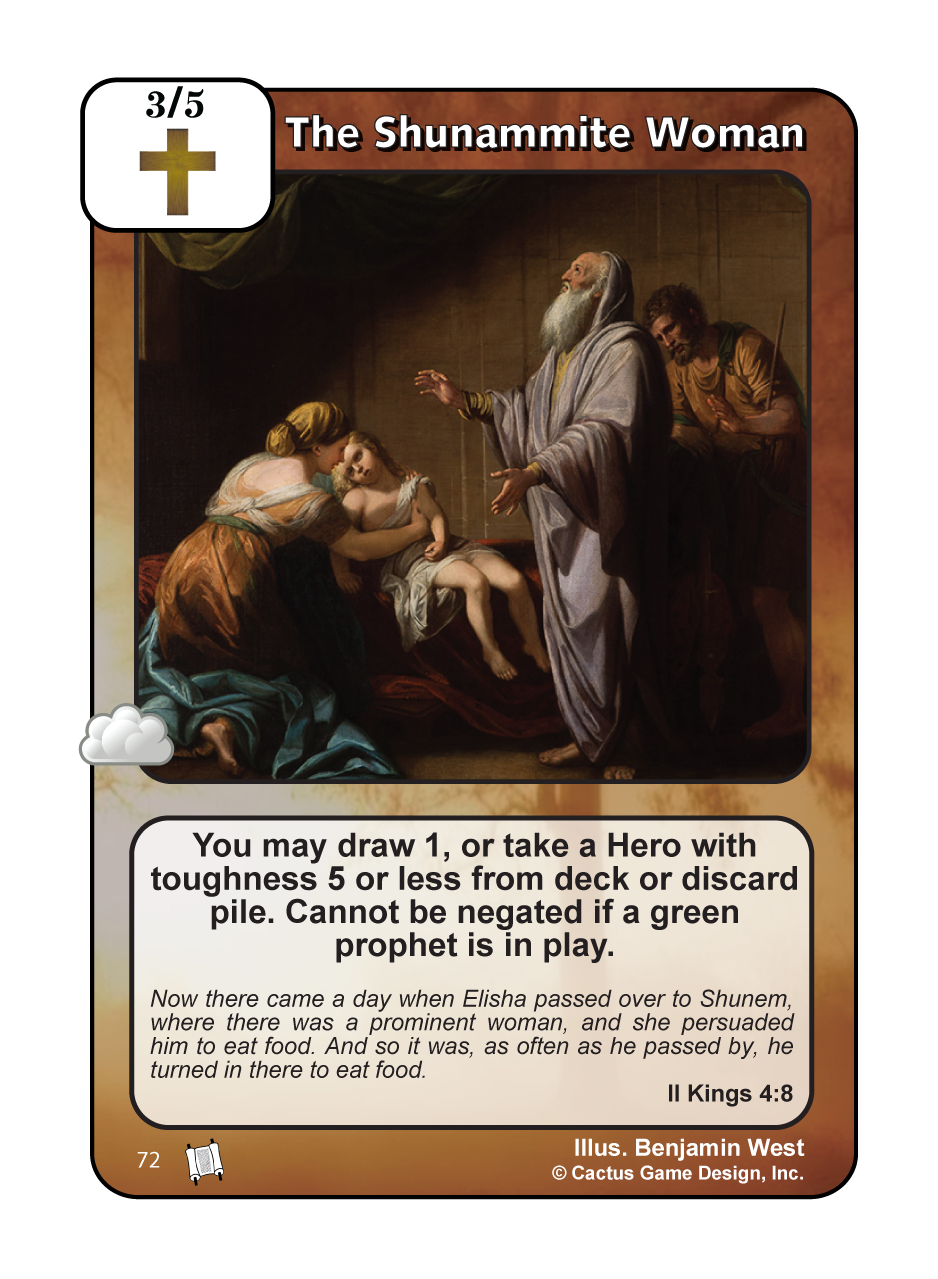 3/5
The Shunammite Woman
You may draw 1, or take a Hero with
toughness 5 or less from deck or discard
pile. Cannot be negated if a green
prophet is in play.
Now there came a day when Elisha passed over to Shunem,
where there was a prominent woman, and she persuaded
him to eat food. And so it was, as often as he passed by, he
turned in there to eat food.
II Kings 4:8
72
Illus. Benjamin West
© Cactus Game Design, Inc.